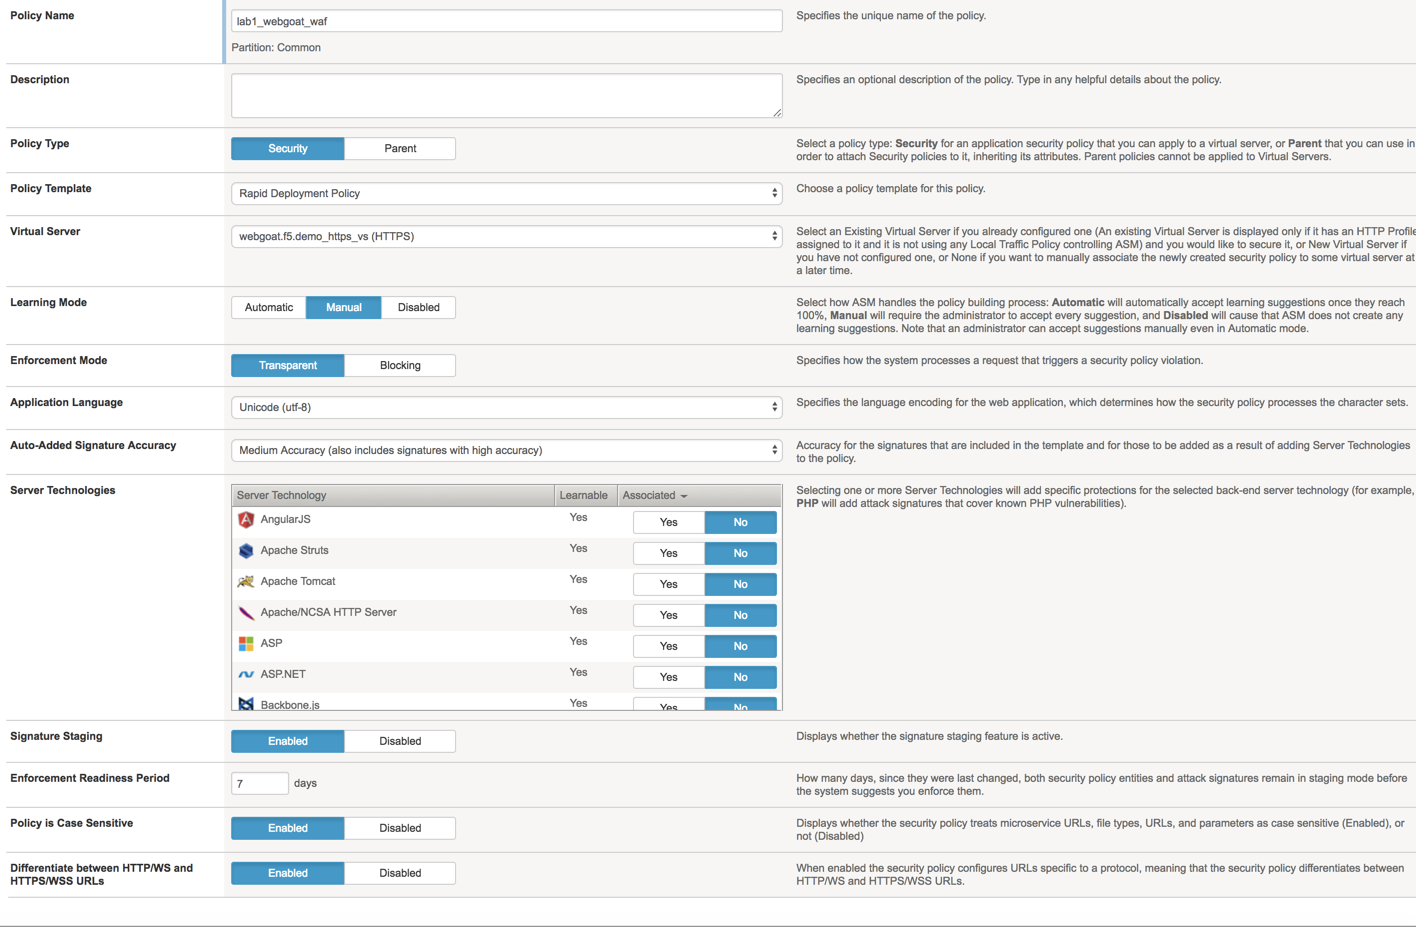 Policy Name
lab1_webgoat_waf
Specifies the unique name of the policy.
Partition: Common
Description
Specifies an optional description of the policy. Type in any helpful details about the policy.
Policy Type
Security
Parent
Select a policy type: Security for an application security policy that you can apply to a virtual server, or Parent that you can use in
order to attach Security policies to it, inheriting its attributes. Parent policies cannot be applied to Virtual Servers.
Policy Template
Rapid Deployment Policy
Choose a policy template for this policy.
Virtual Server
webgoat.f5.demo_https_vs (HTTPS)
Select an Existing Virtual Server if you already configured one (An existing Virtual Server is displayed only if it has an HTTP Profile
assigned to it and it is not using any Local Traffic Policy controlling ASM) and you would like to secure it, or New Virtual Server if
you have not configured one, or None if you want to manually associate the newly created security policy to some virtual server at
a later time.
Learning Mode
Automatic
Manual
Disabled
Select how ASM handles the policy building process: Automatic will automatically accept learning suggestions once they reach
100%, Manual will require the administrator to accept every suggestion, and Disabled will cause that ASM does not create any
learning suggestions. Note that an administrator can accept suggestions manually even in Automatic mode.
Enforcement Mode
Transparent
Blocking
Specifies how the system processes a request that triggers a security policy violation.
Application Language
Unicode (utf-8)
Specifies the language encoding for the web application, which determines how the security policy processes the character sets.
Auto-Added Signature Accuracy
Medium Accuracy (also includes signatures with high accuracy)
Accuracy for the signatures that are included in the template and for those to be added as a result of adding Server Technologies
to the policy.
Server Technologies
Server Technology
Learnable
Associated
Selecting one or more Server Technologies will add specific protections for the selected back-end server technology (for example,
PHP will add attack signatures that cover known PHP vulnerabilities).
AngularJS
Yes
Yes
No
Apache Struts
Yes
Yes
No
Apache Tomcat
Yes
Yes
No
Apache/NCSA HTTP Server
Yes
Yes
No
ASP
Yes
Yes
No
ASP.NET
Yes
Yes
No
Backbone.js
Yes
Yes
No
Signature Staging
Enabled
Disabled
Displays whether the signature staging feature is active.
Enforcement Readiness Period
7
days
How many days, since they were last changed, both security policy entities and attack signatures remain in staging mode before
the system suggests you enforce them.
Policy is Case Sensitive
Enabled
Disabled
Displays whether the security policy treats microservice URLs, file types, URLs, and parameters as case sensitive (Enabled), or
not (Disabled)
Differentiate between HTTP/WS and
HTTPS/WSS URLs
Enabled
Disabled
When enabled the security policy configures URLs specific to a protocol, meaning that the security policy differentiates between
HTTP/WS and HTTPS/WSS URLs.